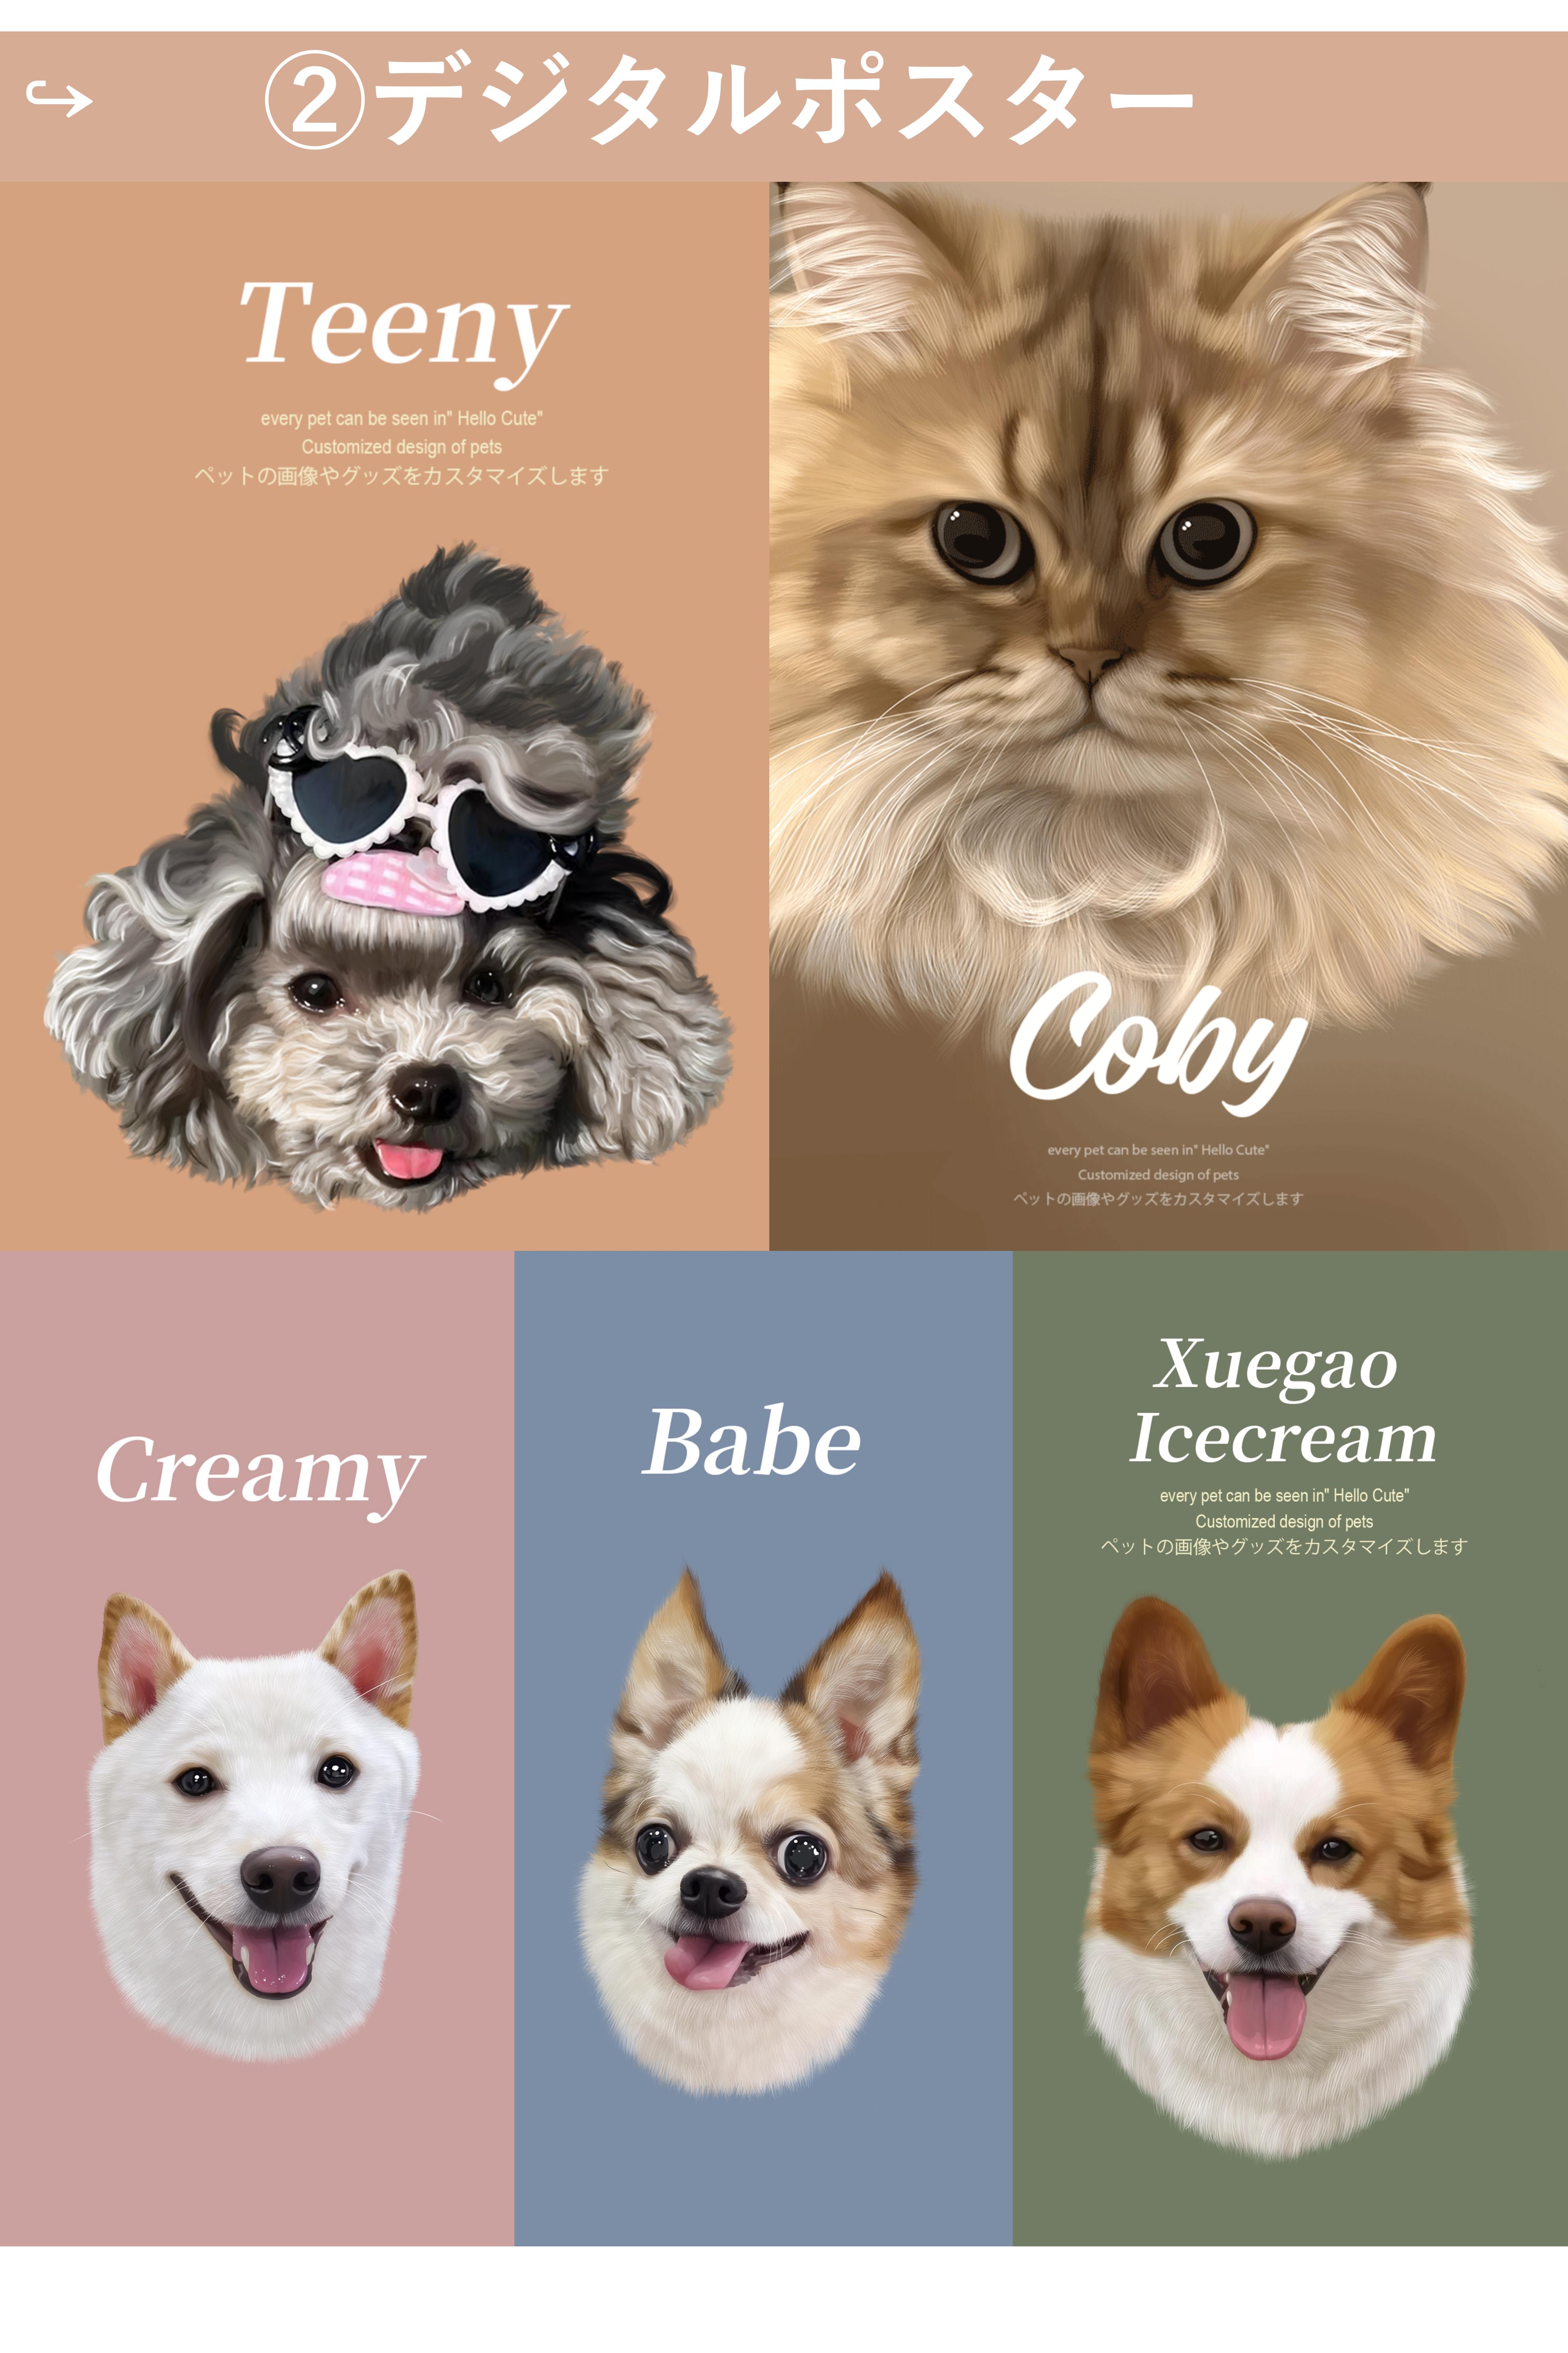 ②デジタルポスター
Teeny
every pet can be seen in" Hello Cute"
Customized design of pets
ペットの画像やグッズをカスタマイズします
Coby
every pet can be seen in" Hello Cute"
Customized design of pets
ペットの画像やグッズをカスタマイズします
Creamy
Babe
Xuegao
Icecream
every pet can be seen in" Hello Cute"
Customized design of pets
ペットの画像やグッズをカスタマイズします